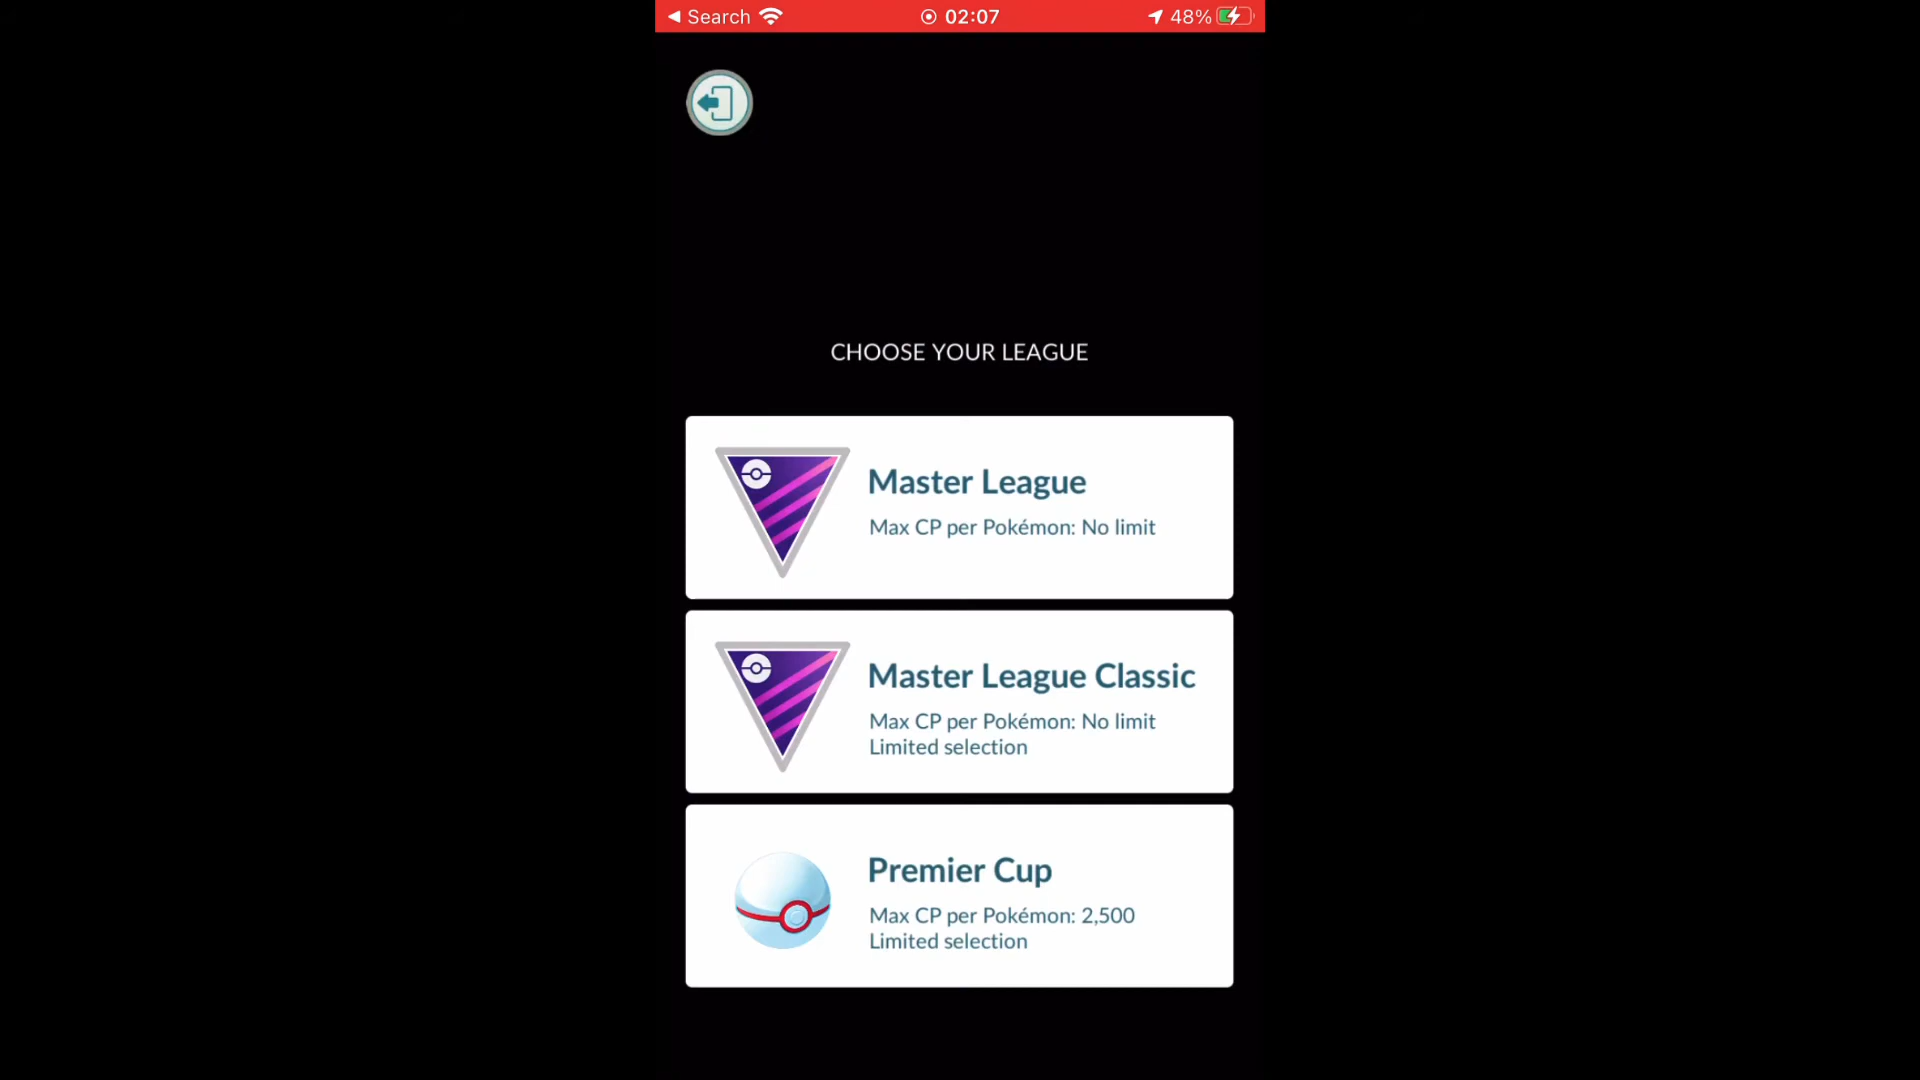 Search 02:07 48%
CHOOSE YOUR LEAGUE
Master League
Max CP per Pokémon: No limit
Master League Classic
Max CP per Pokémon: No limit
Limited selection
Premier Cup
Max CP per Pokémon: 2,500
Limited selection